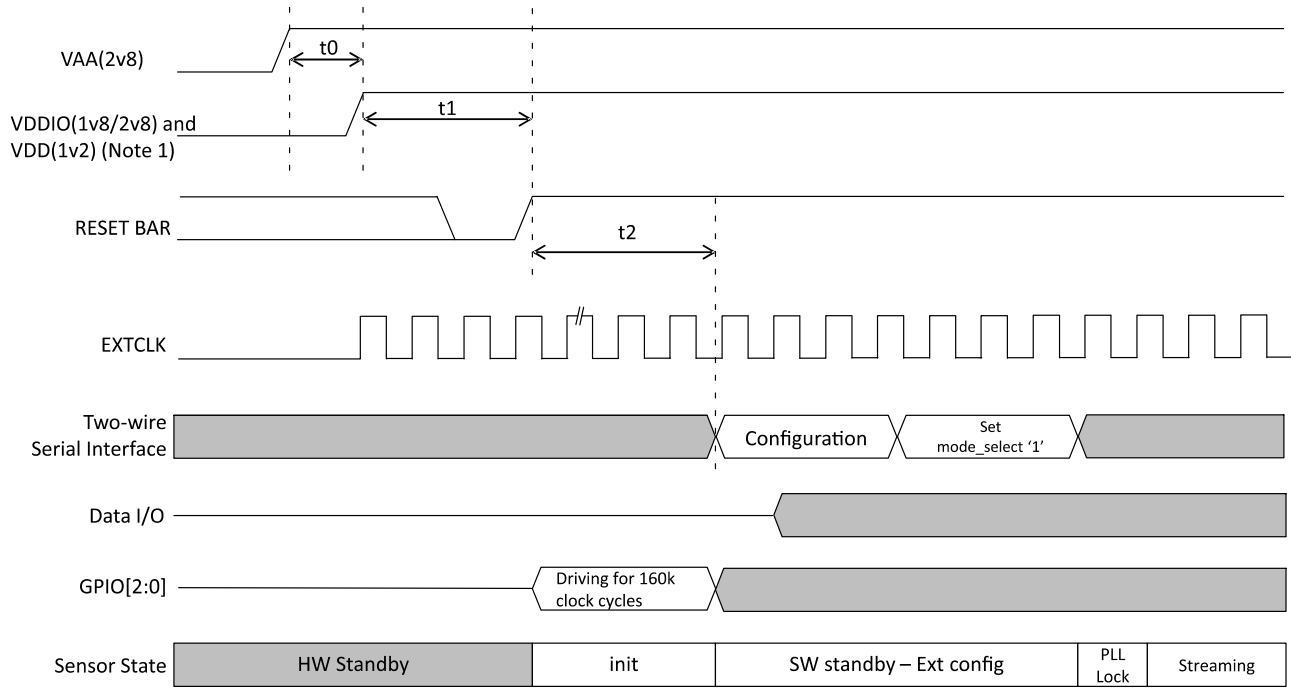 VAA(2v8)
t0
VDDIO(1v8/2v8) and
VDD(1v2) (Note 1)
t1
RESET BAR
t2
EXTCLK
Two-wire
Serial Interface
Configuration
Set
mode_select ‘1’
Data I/O
GPIO[2:0]
Driving for 160k
clock cycles
Sensor State
HW Standby
init
SW standby – Ext config
PLL
Lock
Streaming